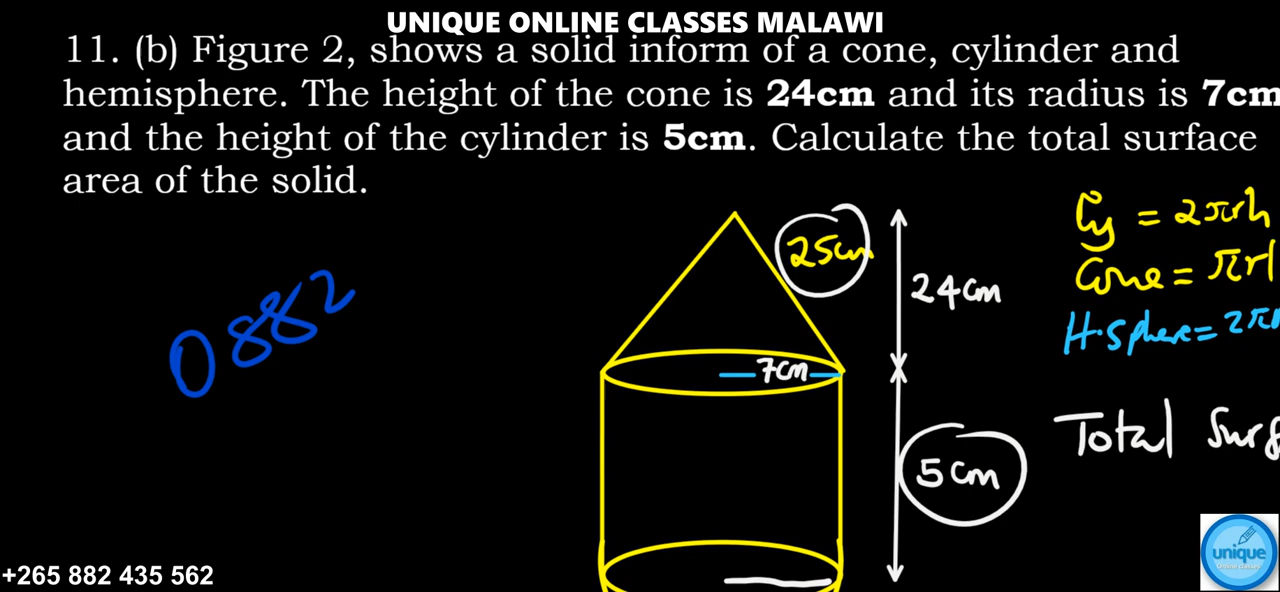 UNIQUE ONLINE CLASSES MALAWI
11. (b) Figure 2, shows a solid inform of a cone, cylinder and
hemisphere. The height of the cone is 24cm and its radius is 7cm
and the height of the cylinder is 5cm. Calculate the total surface
area of the solid.
Cy = 2πrh
Cone = πrl
H.sphere = 2π
25cm
24cm
0882
7cm
Total Surf
5cm
unique
Online classes
+265 882 435 562